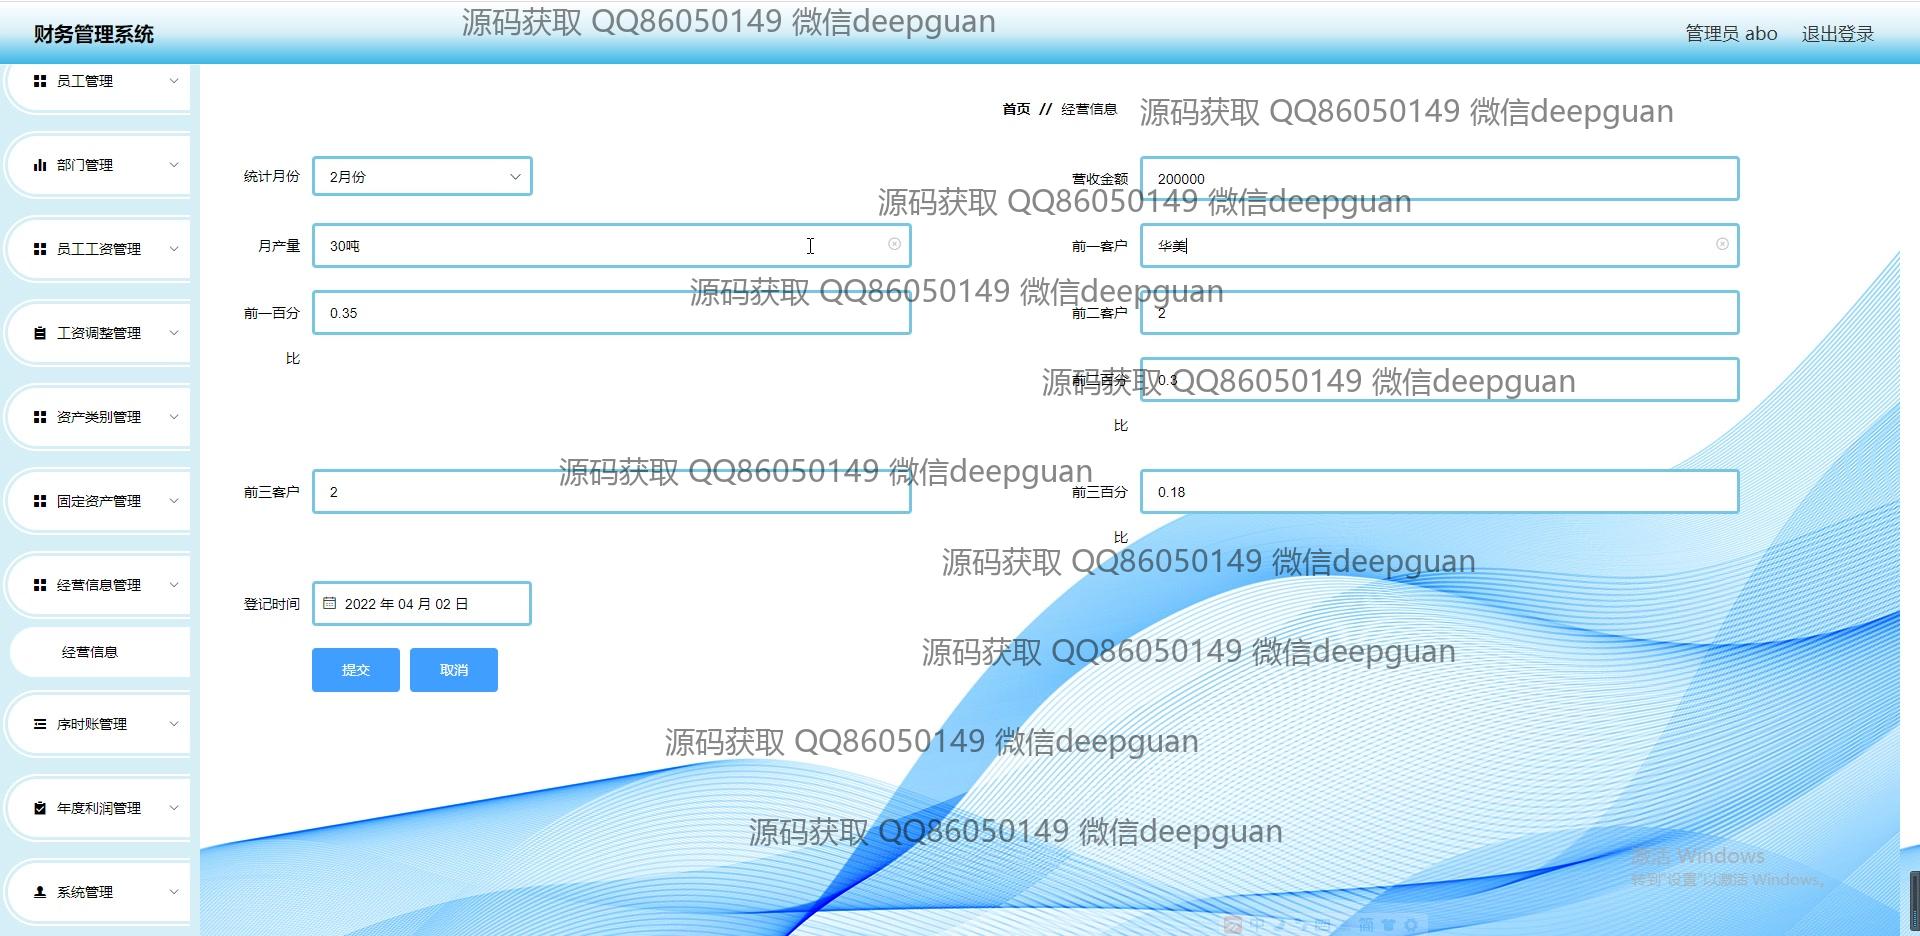 财务管理系统
源码获取 QQ86050149 微信deepguan
管理员 abo 退出登录
员工管理
部门管理
员工工资管理
工资调整管理
资产类别管理
固定资产管理
经营信息管理
经营信息
序时账管理
年度利润管理
系统管理
首页 // 经营信息
源码获取 QQ86050149 微信deepguan
统计月份 2月份
营收金额 200000
源码获取 QQ86050149 微信deepguan
月产量 30吨
前一客户 华美
源码获取 QQ86050149 微信deepguan
前一百分比 0.35
前二客户 2
源码获取 QQ86050149 微信deepguan
前二百分比 0.3
源码获取 QQ86050149 微信deepguan
前三客户 2
前三百分比 0.18
源码获取 QQ86050149 微信deepguan
登记时间 2022 年 04 月 02 日
源码获取 QQ86050149 微信deepguan
提交 取消
源码获取 QQ86050149 微信deepguan
源码获取 QQ86050149 微信deepguan
激活 Windows
转到"设置"以激活 Windows。
中
简